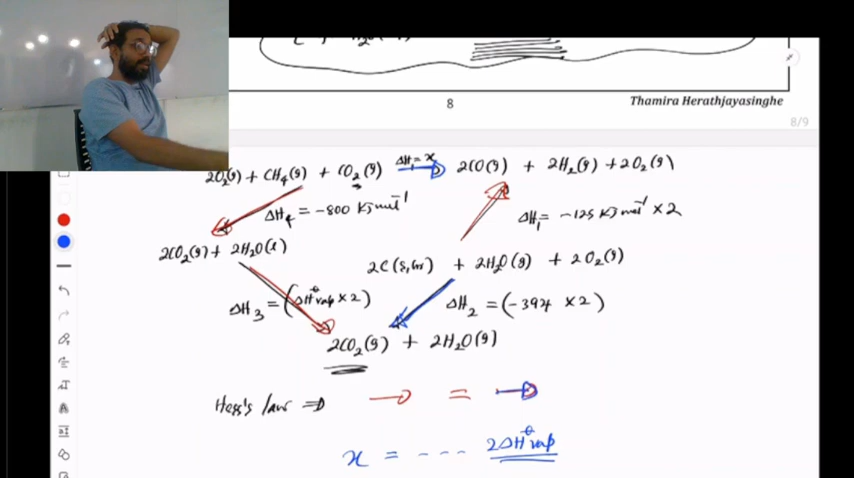 8
Thamira Herathjayasinghe
8/9
2O₂(g) + CH₄(g) + CO₂(g) ΔH₁ = x 2CO(g) + 2H₂(g) + 2O₂(g)
ΔH₄ = -800 kJ mol⁻¹
ΔH₁ = -125 kJ mol⁻¹ × 2
2CO₂(g) + 2H₂O(l)
2C(s,Gr) + 2H₂O(g) + 2O₂(g)
ΔH₃ = (ΔH^θ vap × 2)
ΔH₂ = (-394 × 2)
2CO₂(g) + 2H₂O(g)
Hess's law ⇒ → = →
x = - - - 2ΔH^θ vap